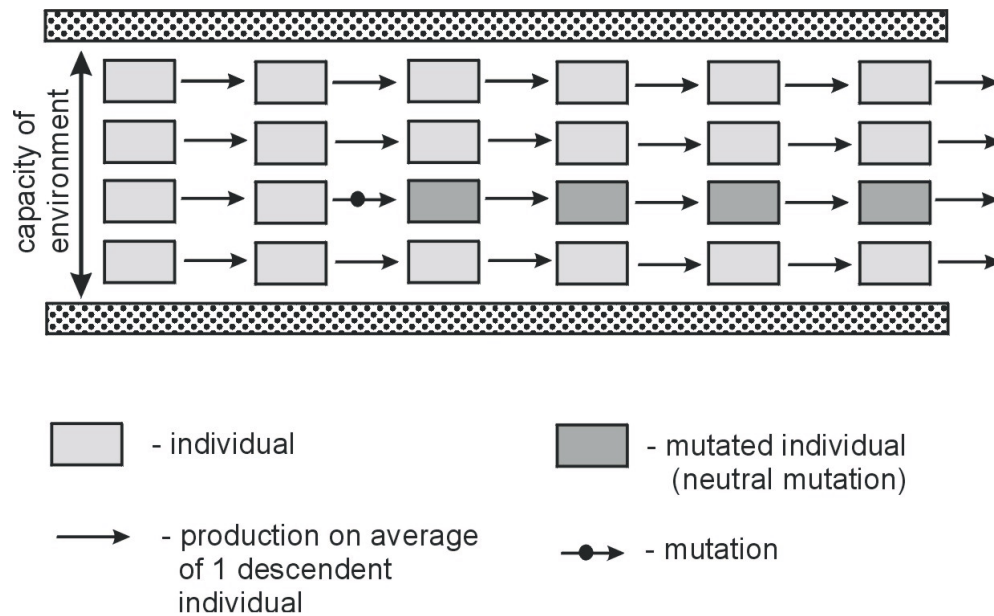 capacity of
environment
- individual
- mutated individual
(neutral mutation)
- production on average
of 1 descendent
individual
- mutation